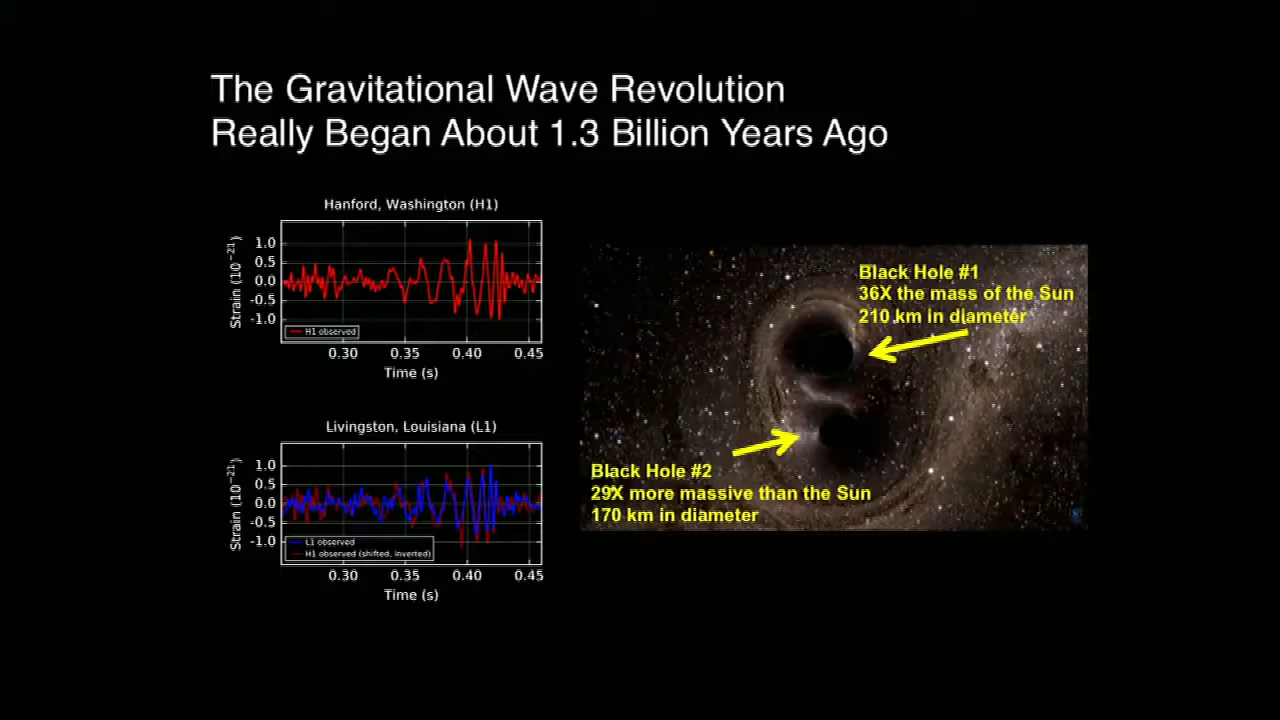 The Gravitational Wave Revolution
Really Began About 1.3 Billion Years Ago
Hanford, Washington (H1)
Strain (10⁻²¹)
1.0
0.5
0.0
-0.5
-1.0
H1 observed
0.30 0.35 0.40 0.45
Time (s)
Livingston, Louisiana (L1)
Strain (10⁻²¹)
1.0
0.5
0.0
-0.5
-1.0
L1 observed
H1 observed (shifted, inverted)
0.30 0.35 0.40 0.45
Time (s)
Black Hole #1
36X the mass of the Sun
210 km in diameter
Black Hole #2
29X more massive than the Sun
170 km in diameter